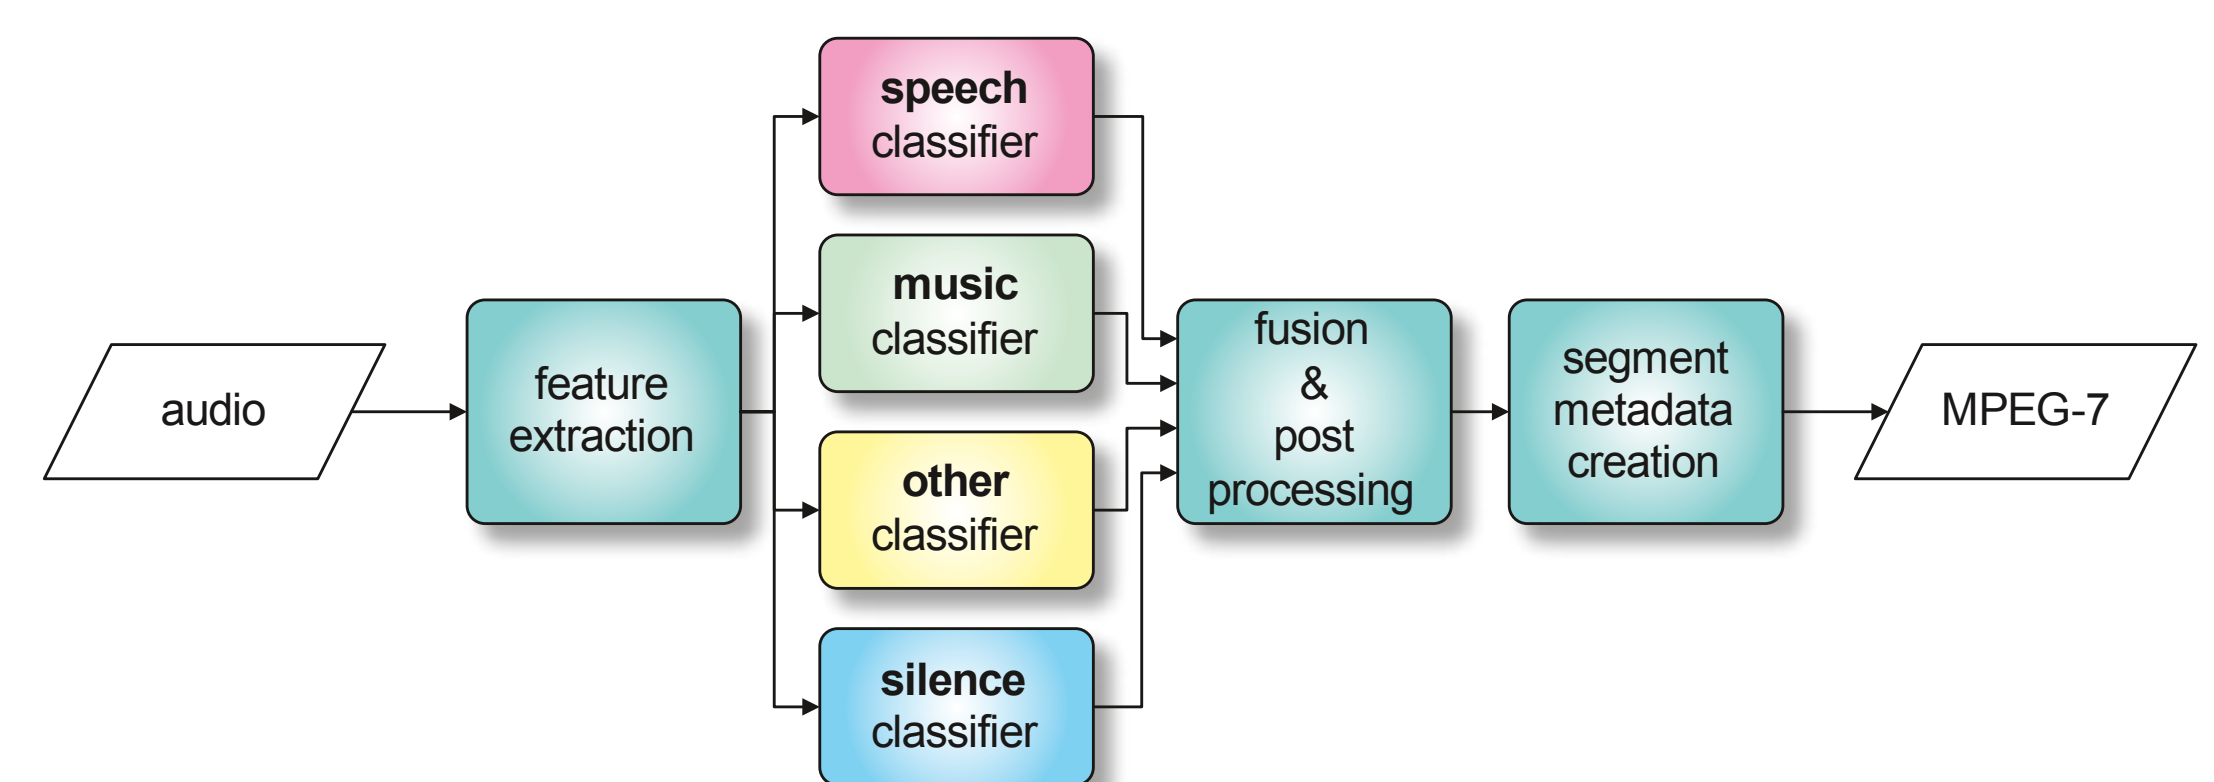 audio
feature
extraction
speech
classifier
music
classifier
other
classifier
silence
classifier
fusion
&
post
processing
segment
metadata
creation
MPEG-7